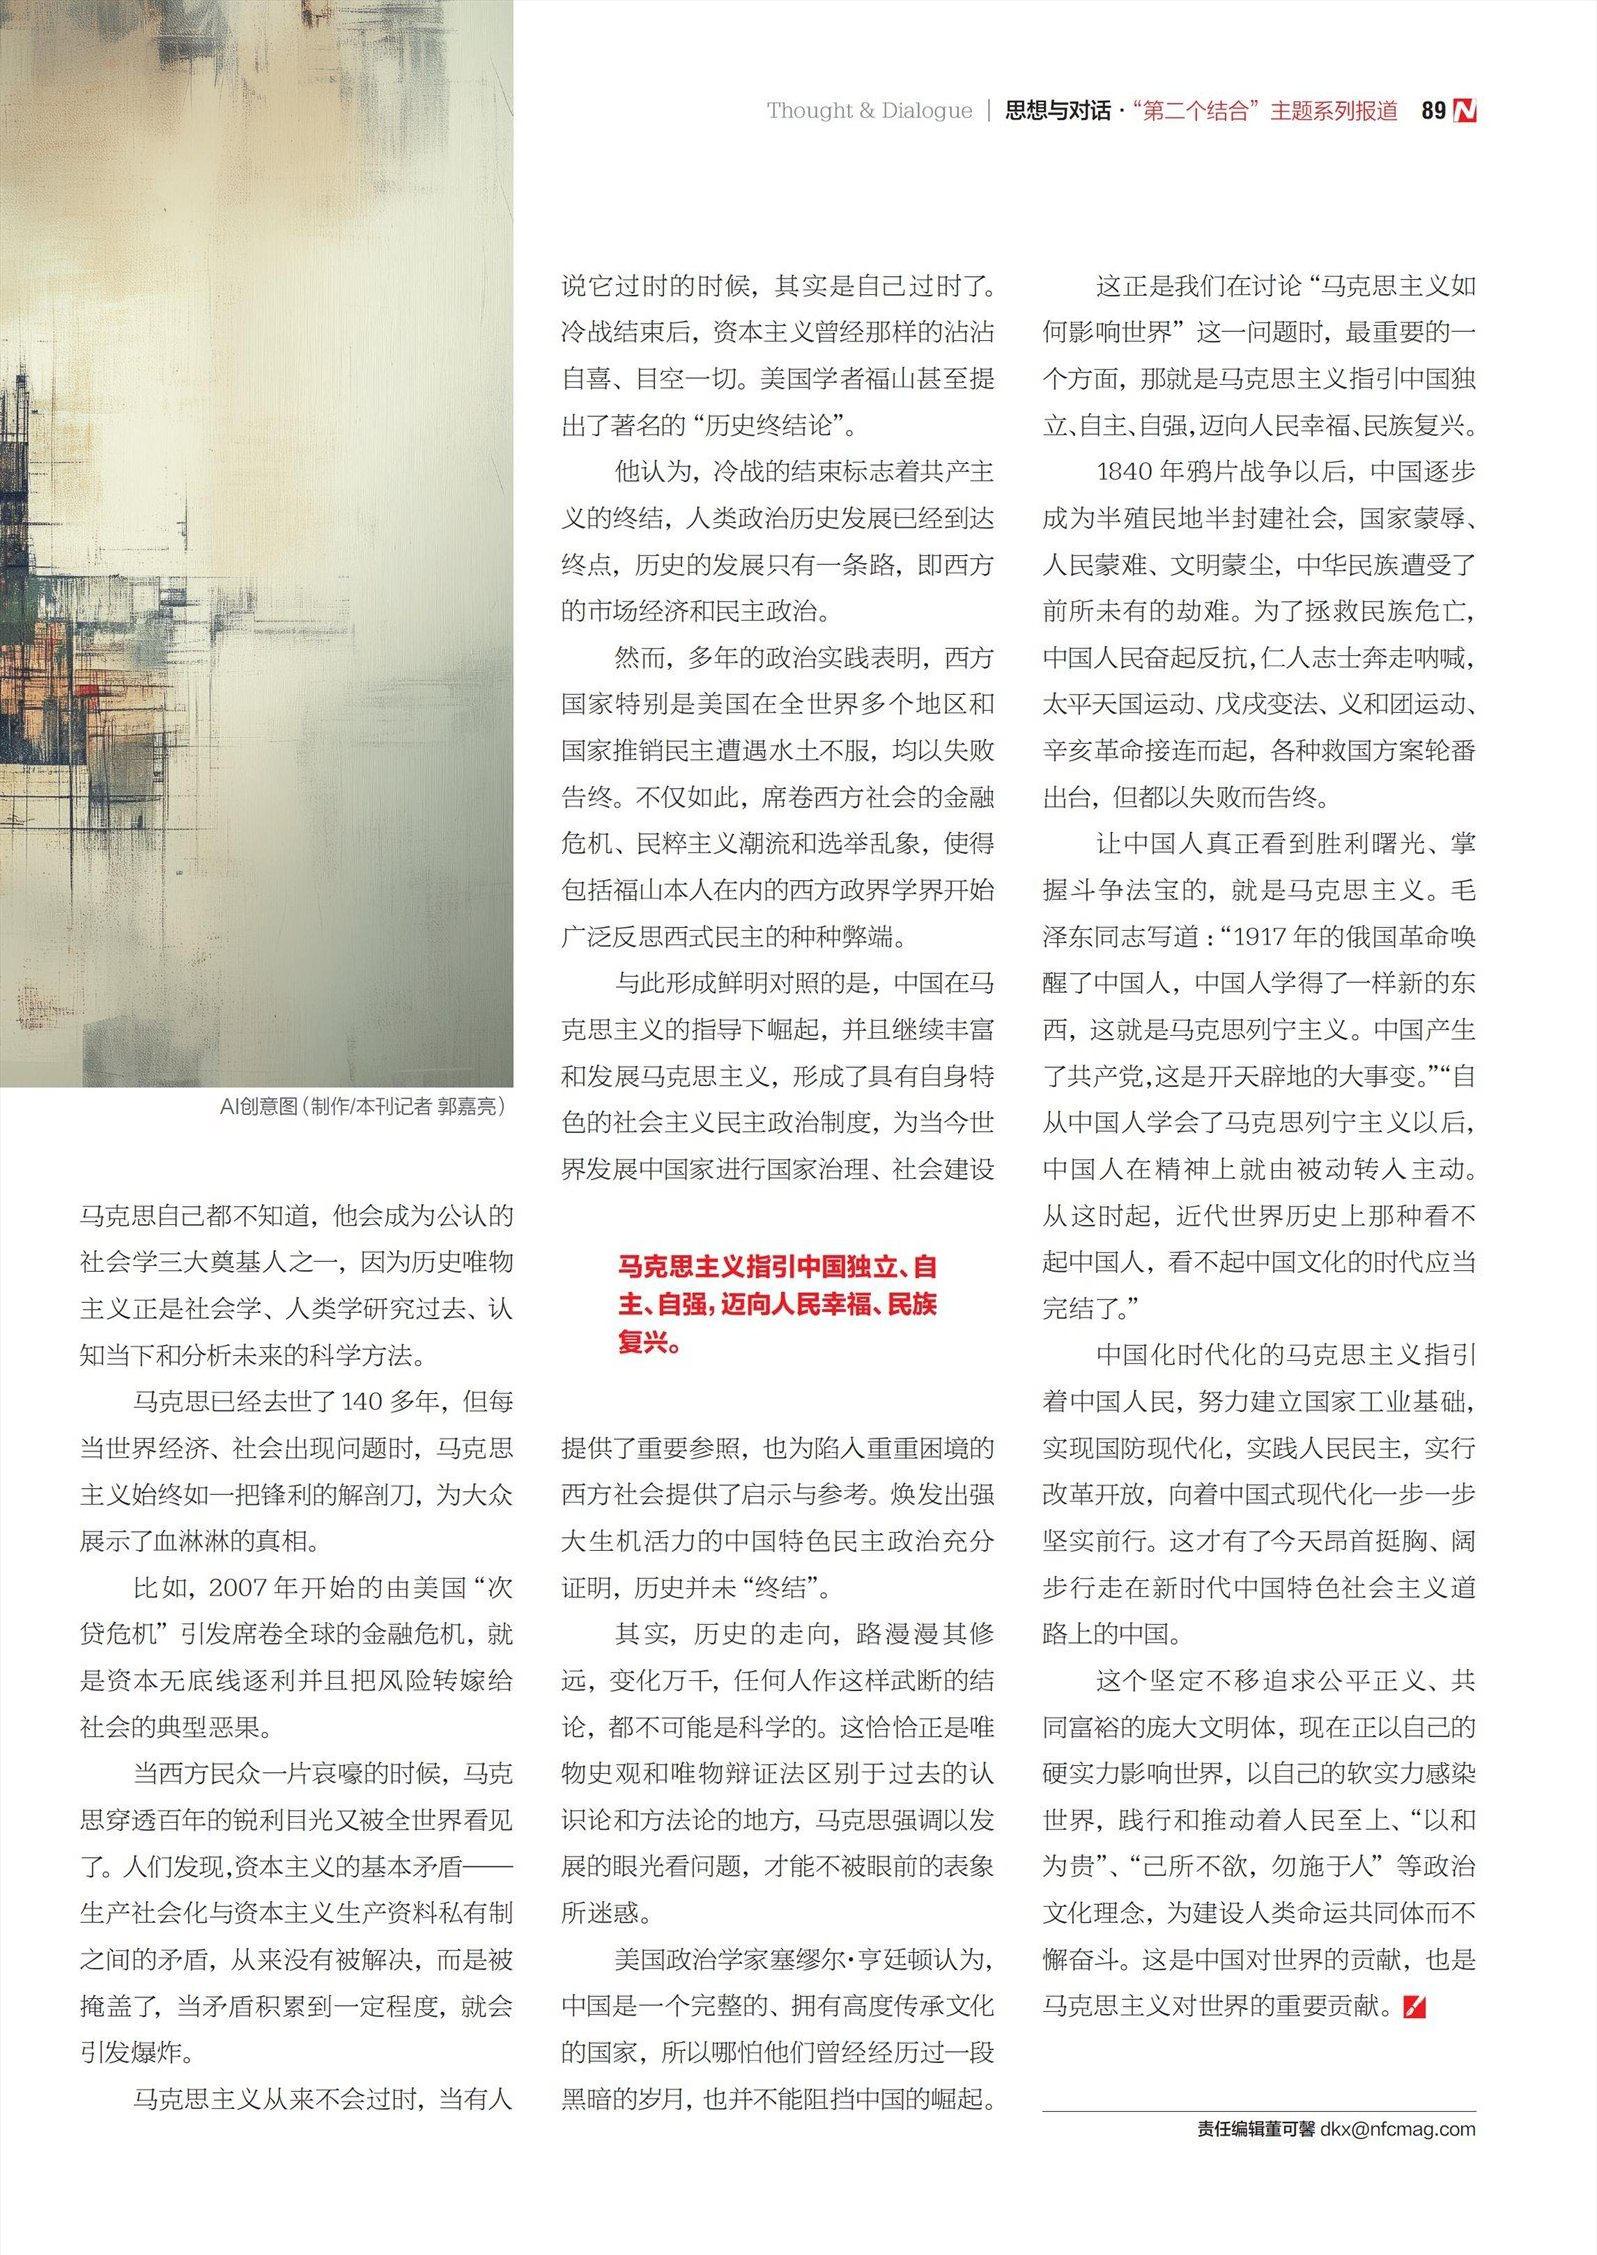 Thought & Dialogue | 思想与对话·“第二个结合”主题系列报道 89
AI创意图(制作/本刊记者 郭嘉亮)
马克思自己都不知道，他会成为公认的
社会学三大奠基人之一，因为历史唯物
主义正是社会学、人类学研究过去、认
知当下和分析未来的科学方法。
马克思已经去世了140 多年，但每
当世界经济、社会出现问题时，马克思
主义始终如一把锋利的解剖刀，为大众
展示了血淋淋的真相。
比如，2007 年开始的由美国“次
贷危机”引发席卷全球的金融危机，就
是资本无底线逐利并且把风险转嫁给
社会的典型恶果。
当西方民众一片哀嚎的时候，马克
思穿透百年的锐利目光又被全世界看见
了。人们发现,资本主义的基本矛盾——
生产社会化与资本主义生产资料私有制
之间的矛盾，从来没有被解决，而是被
掩盖了，当矛盾积累到一定程度，就会
引发爆炸。
马克思主义从来不会过时，当有人
说它过时的时候，其实是自己过时了。
冷战结束后，资本主义曾经那样的沾沾
自喜、目空一切。美国学者福山甚至提
出了著名的“历史终结论”。
他认为，冷战的结束标志着共产主
义的终结，人类政治历史发展已经到达
终点，历史的发展只有一条路，即西方
的市场经济和民主政治。
然而，多年的政治实践表明，西方
国家特别是美国在全世界多个地区和
国家推销民主遭遇水土不服，均以失败
告终。不仅如此，席卷西方社会的金融
危机、民粹主义潮流和选举乱象，使得
包括福山本人在内的西方政界学界开始
广泛反思西式民主的种种弊端。
与此形成鲜明对照的是，中国在马
克思主义的指导下崛起，并且继续丰富
和发展马克思主义，形成了具有自身特
色的社会主义民主政治制度，为当今世
界发展中国家进行国家治理、社会建设
马克思主义指引中国独立、自
主、自强，迈向人民幸福、民族
复兴。
提供了重要参照，也为陷入重重困境的
西方社会提供了启示与参考。焕发出强
大生机活力的中国特色民主政治充分
证明，历史并未“终结”。
其实，历史的走向，路漫漫其修
远，变化万千，任何人作这样武断的结
论，都不可能是科学的。这恰恰正是唯
物史观和唯物辩证法区别于过去的认
识论和方法论的地方，马克思强调以发
展的眼光看问题，才能不被眼前的表象
所迷惑。
美国政治学家塞缪尔·亨廷顿认为，
中国是一个完整的、拥有高度传承文化
的国家，所以哪怕他们曾经经历过一段
黑暗的岁月，也并不能阻挡中国的崛起。
这正是我们在讨论“马克思主义如
何影响世界”这一问题时，最重要的一
个方面，那就是马克思主义指引中国独
立、自主、自强，迈向人民幸福、民族复兴。
1840 年鸦片战争以后，中国逐步
成为半殖民地半封建社会，国家蒙辱、
人民蒙难、文明蒙尘，中华民族遭受了
前所未有的劫难。为了拯救民族危亡，
中国人民奋起反抗，仁人志士奔走呐喊，
太平天国运动、戊戌变法、义和团运动、
辛亥革命接连而起，各种救国方案轮番
出台，但都以失败而告终。
让中国人真正看到胜利曙光、掌
握斗争法宝的，就是马克思主义。毛
泽东同志写道：“1917 年的俄国革命唤
醒了中国人，中国人学得了一样新的东
西，这就是马克思列宁主义。中国产生
了共产党,这是开天辟地的大事变。”“自
从中国人学会了马克思列宁主义以后，
中国人在精神上就由被动转入主动。
从这时起，近代世界历史上那种看不
起中国人，看不起中国文化的时代应当
完结了。”
中国化时代化的马克思主义指引
着中国人民，努力建立国家工业基础，
实现国防现代化，实践人民民主，实行
改革开放，向着中国式现代化一步一步
坚实前行。这才有了今天昂首挺胸、阔
步行走在新时代中国特色社会主义道
路上的中国。
这个坚定不移追求公平正义、共
同富裕的庞大文明体，现在正以自己的
硬实力影响世界，以自己的软实力感染
世界，践行和推动着人民至上、“以和
为贵”、“己所不欲，勿施于人”等政治
文化理念，为建设人类命运共同体而不
懈奋斗。这是中国对世界的贡献，也是
马克思主义对世界的重要贡献。
责任编辑董可馨 dkx@nfcmag.com